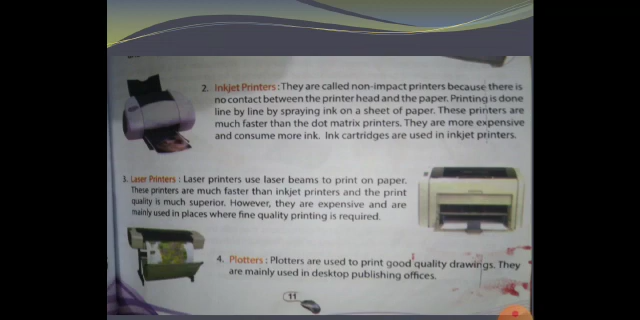 2. Inkjet Printers : They are called non-impact printers because there is
no contact between the printer head and the paper. Printing is done
line by line by spraying ink on a sheet of paper. These printers are
much faster than the dot matrix printers. They are more expensive
and consume more ink. Ink cartridges are used in inkjet printers.
3. Laser Printers : Laser printers use laser beams to print on paper.
These printers are much faster than inkjet printers and the print
quality is much superior. However, they are expensive and are
mainly used in places where fine quality printing is required.
4. Plotters : Plotters are used to print good quality drawings. They
are mainly used in desktop publishing offices.
11